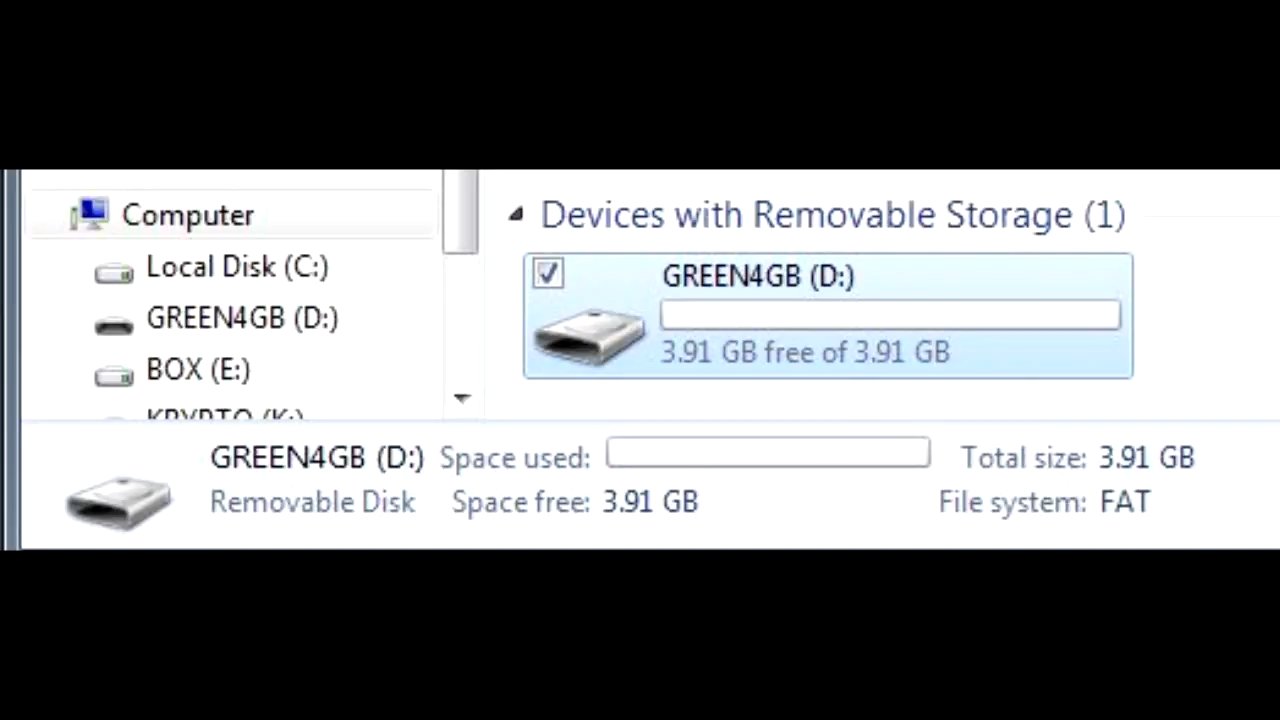 Computer
Local Disk (C:)
GREEN4GB (D:)
BOX (E:)
KRYPTO (K:)
Devices with Removable Storage (1)
GREEN4GB (D:)
3.91 GB free of 3.91 GB
GREEN4GB (D:) Space used: Total size: 3.91 GB
Removable Disk Space free: 3.91 GB File system: FAT